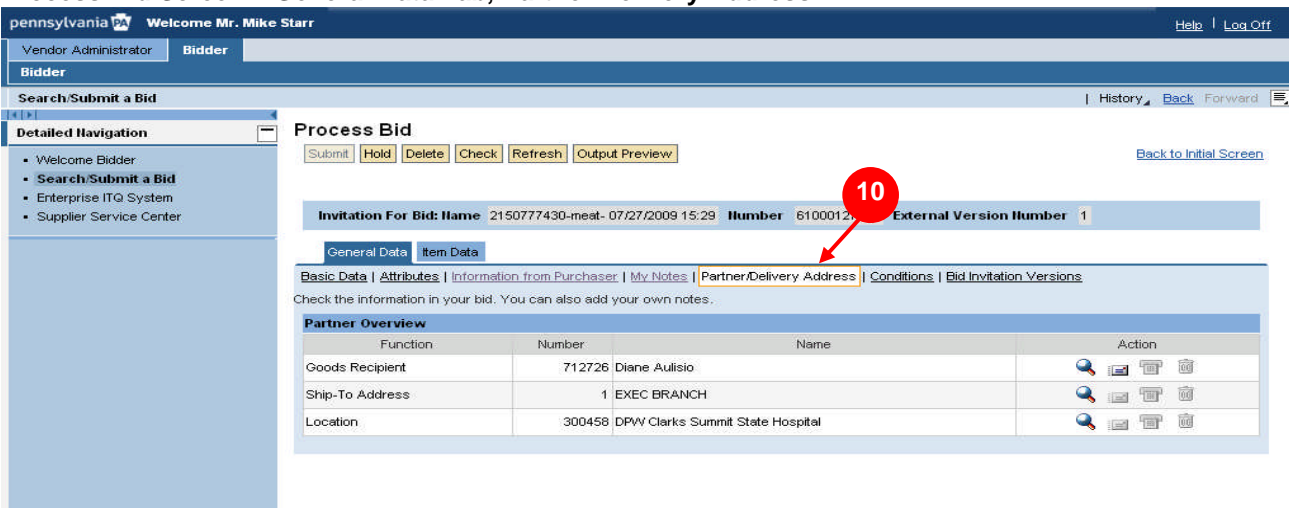 pennsylvania PA Welcome Mr. Mike Starr Help | Log Off
Vendor Administrator Bidder
Bidder
Search/Submit a Bid | History Back Forward
Detailed Navigation
• Welcome Bidder
• Search/Submit a Bid
• Enterprise ITQ System
• Supplier Service Center
Process Bid
Submit Hold Delete Check Refresh Output Preview Back to Initial Screen
10
Invitation For Bid: Name 2150777430-meat- 07/27/2009 15:29 Number External Version Number 1
General Data Item Data
Basic Data | Attributes | Information from Purchaser | My Notes | Partner/Delivery Address | Conditions | Bid Invitation Versions
Check the information in your bid. You can also add your own notes.
Partner Overview
Function Number Name Action
Goods Recipient 712726 Diane Aulisio
Ship-To Address 1 EXEC BRANCH
Location 300458 DPW Clarks Summit State Hospital